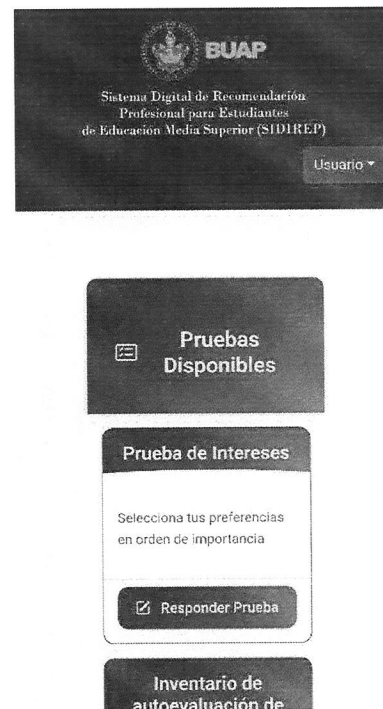 BUAP
Sistema Digital de Recomendación
Profesional para Estudiantes
de Educación Media Superior (SIDIREP)
Usuario
Pruebas
Disponibles
Prueba de Intereses
Selecciona tus preferencias
en orden de importancia
Responder Prueba
Inventario de
autoevaluación de